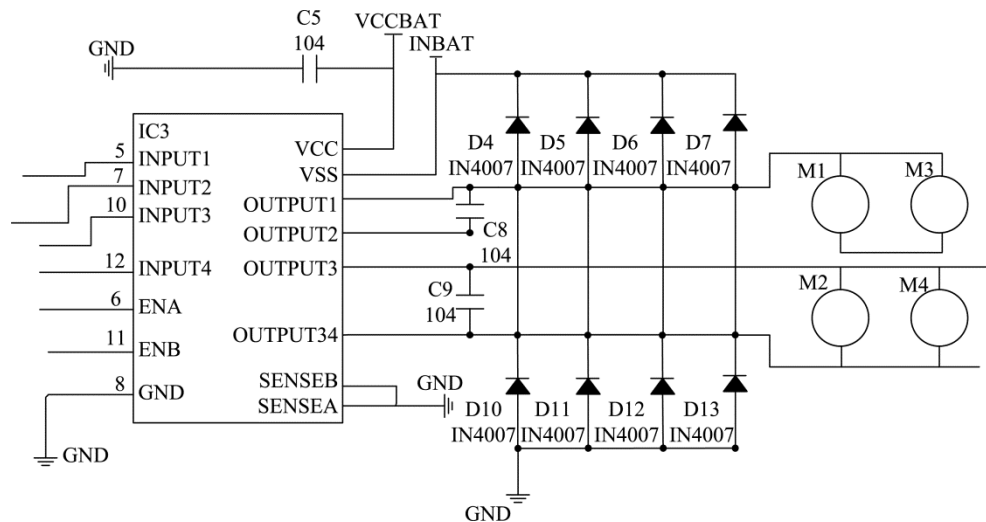 C5
104
VCCBAT
INBAT
GND
IC3
5 INPUT1
7 INPUT2
10 INPUT3
12 INPUT4
6 ENA
11 ENB
8 GND
GND
VCC
VSS
OUTPUT1
OUTPUT2
OUTPUT3
OUTPUT34
SENSEB
SENSEA
GND
C8
104
C9
104
D4 D5 D6 D7
IN4007 IN4007 IN4007 IN4007
M1 M3
M2 M4
D10 D11 D12 D13
IN4007 IN4007 IN4007 IN4007
GND